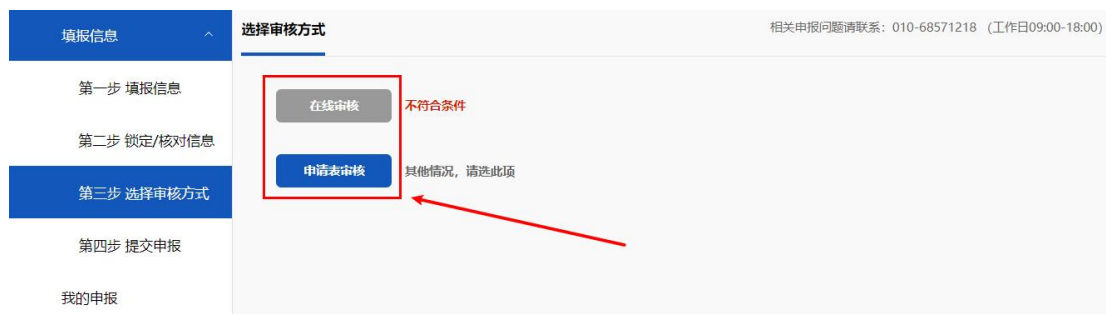 填报信息
第一步 填报信息
第二步 锁定/核对信息
第三步 选择审核方式
第四步 提交申报
我的申报
选择审核方式
相关申报问题请联系：010-68571218 （工作日09:00-18:00）
在线审核 不符合条件
申请表审核 其他情况，请选此项